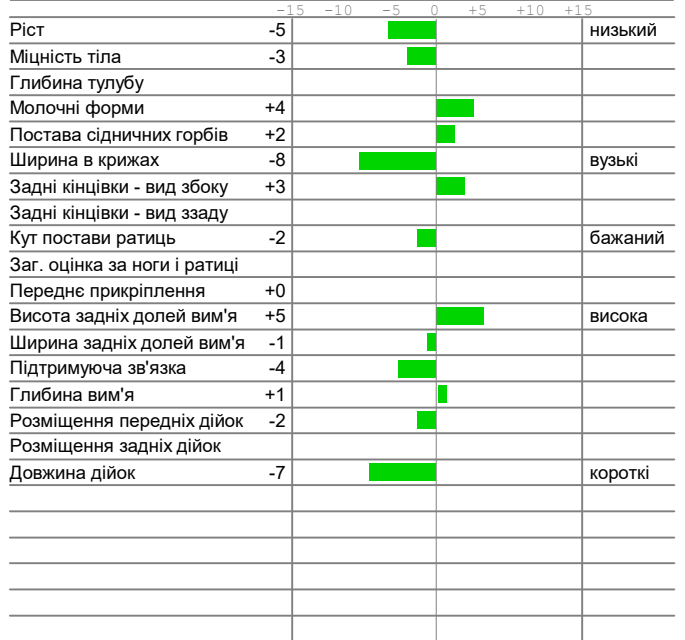 -15 -10 -5 0 +5 +10 +15
Ріст -5 низький
Міцність тіла -3
Глибина тулубу
Молочні форми +4
Постава сідничних горбів +2
Ширина в крижах -8 вузькі
Задні кінцівки - вид збоку +3
Задні кінцівки - вид ззаду
Кут постави ратиць -2 бажаний
Заг. оцінка за ноги і ратиці
Переднє прикріплення +0
Висота задніх долей вим'я +5 висока
Ширина задніх долей вим'я -1
Підтримуюча зв'язка -4
Глибина вим'я +1
Розміщення передніх дійок -2
Розміщення задніх дійок
Довжина дійок -7 короткі